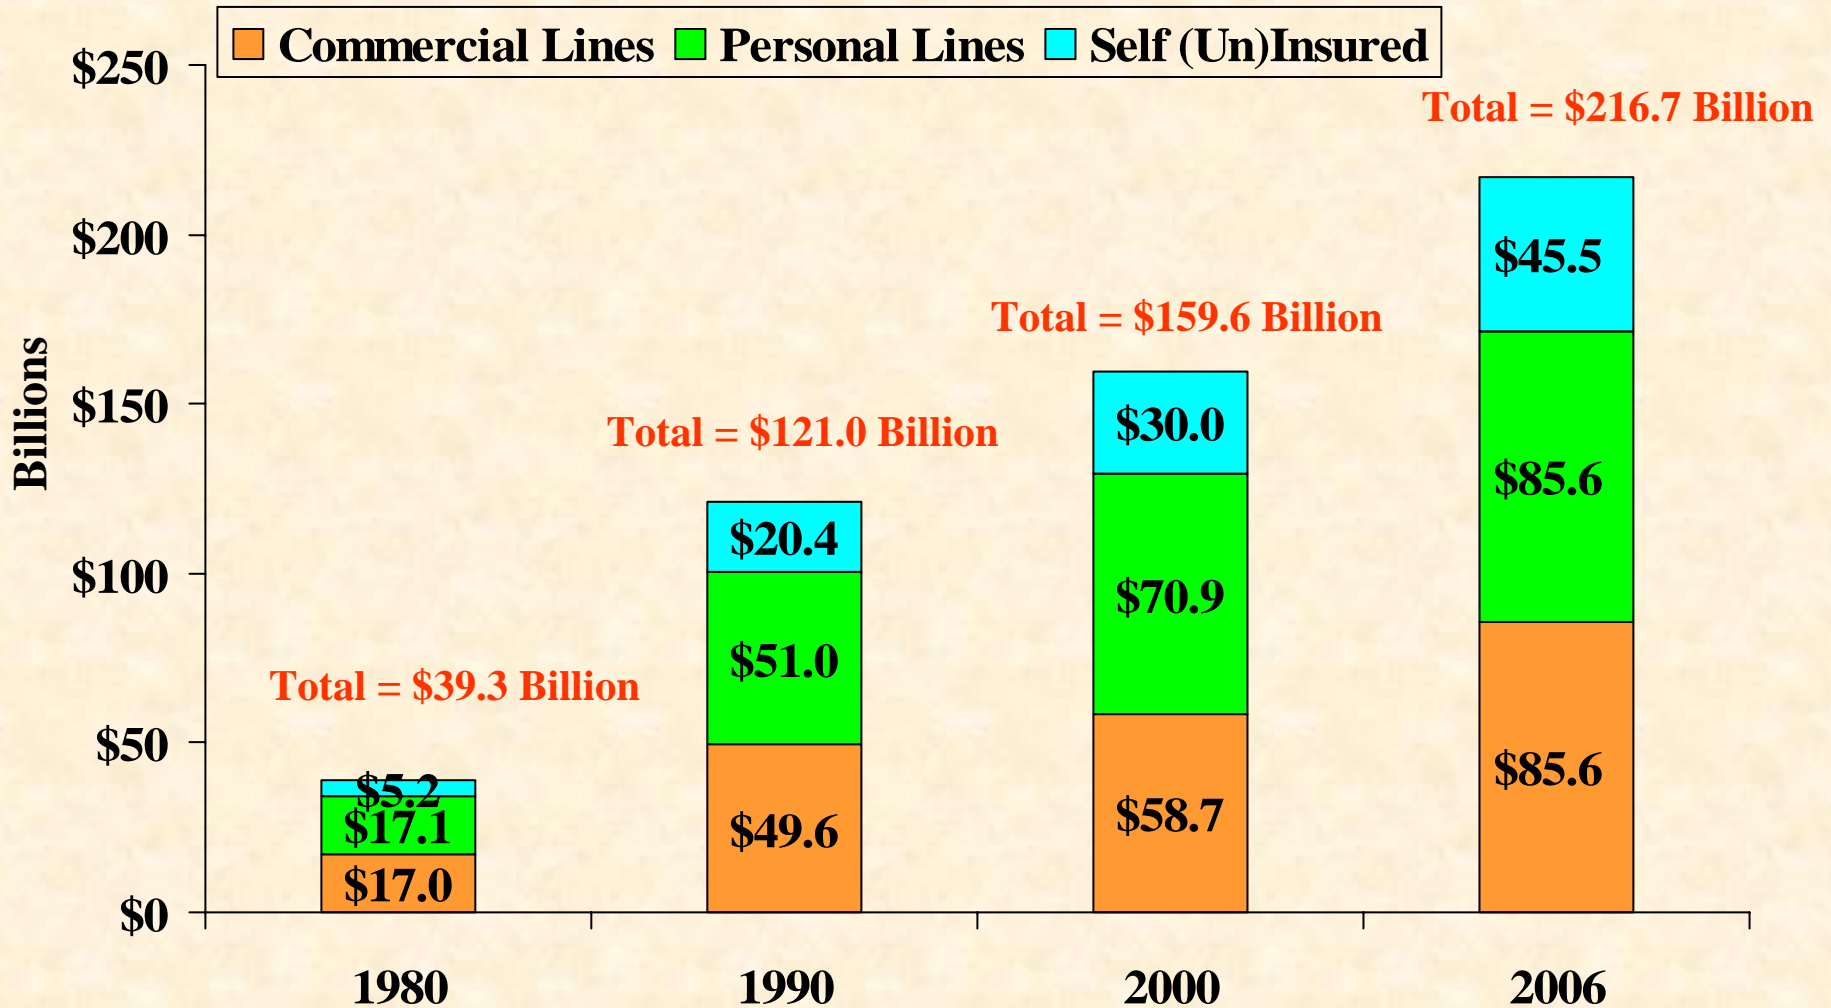 Commercial Lines Personal Lines Self (Un)Insured
$250
$200
$150
$100
$50
$0
Billions
Total = $39.3 Billion
Total = $121.0 Billion
Total = $159.6 Billion
Total = $216.7 Billion
$5.2
$17.1
$17.0
$20.4
$51.0
$49.6
$30.0
$70.9
$58.7
$45.5
$85.6
$85.6
1980 1990 2000 2006